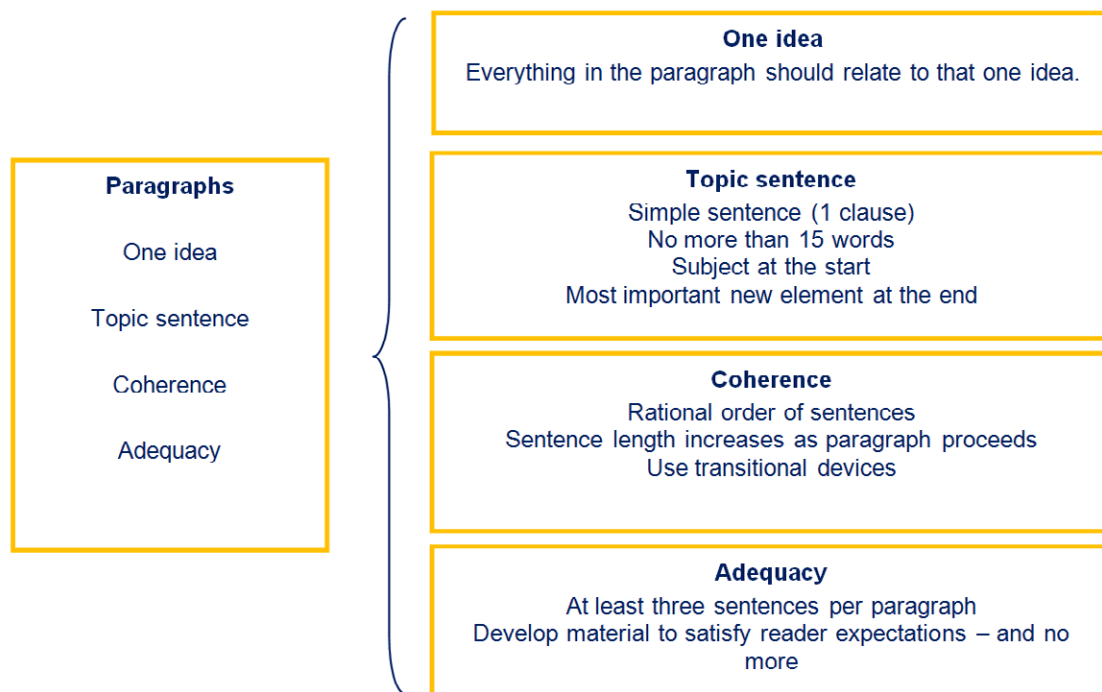 Paragraphs
One idea
Topic sentence
Coherence
Adequacy
One idea
Everything in the paragraph should relate to that one idea.
Topic sentence
Simple sentence (1 clause)
No more than 15 words
Subject at the start
Most important new element at the end
Coherence
Rational order of sentences
Sentence length increases as paragraph proceeds
Use transitional devices
Adequacy
At least three sentences per paragraph
Develop material to satisfy reader expectations – and no
more